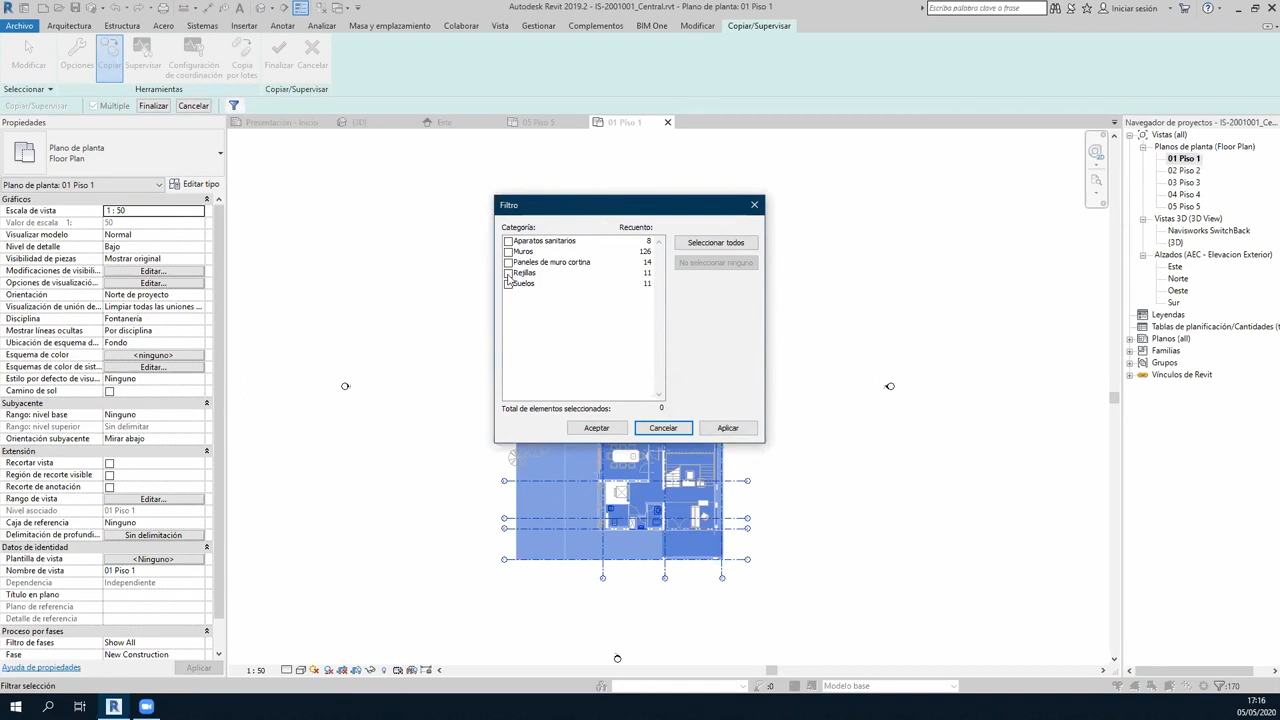 Autodesk Revit 2019.2 - IS-2001001_Central.rvt - Plano de planta: 01 Piso 1
Escriba palabra clave o frase
Iniciar sesión
Archivo Arquitectura Estructura Acero Sistemas Insertar Anotar Analizar Masa y emplazamiento Colaborar Vista Gestionar Complementos BIM One Modificar Copiar/Supervisar
Modificar Opciones Copiar Supervisar Configuración de coordinación Copia por lotes Finalizar Cancelar
Seleccionar Herramientas Copiar/Supervisar
Copiar/Supervisar Múltiple Finalizar Cancelar
Propiedades
Plano de planta
Floor Plan
Plano de planta: 01 Piso 1 Editar tipo
Gráficos
Escala de vista 1 : 50
Valor de escala 1: 50
Visualizar modelo Normal
Nivel de detalle Bajo
Visibilidad de piezas Mostrar original
Modificaciones de visibili... Editar...
Opciones de visualizaci... Editar...
Orientación Norte de proyecto
Visualización de unión de... Limpiar todas las uniones ...
Disciplina Fontanería
Mostrar líneas ocultas Por disciplina
Ubicación de esquema de... Fondo
Esquema de color <ninguno>
Esquemas de color de sist... Editar...
Estilo por defecto de visu... Ninguno
Camino de sol
Subyacente
Rango: nivel base Ninguno
Rango: nivel superior Sin delimitar
Orientación subyacente Mirar abajo
Extensión
Recortar vista
Región de recorte visible
Recorte de anotación
Rango de vista Editar...
Nivel asociado 01 Piso 1
Caja de referencia Ninguno
Delimitación de profundi... Sin delimitación
Datos de identidad
Plantilla de vista <Ninguno>
Nombre de vista 01 Piso 1
Dependencia Independiente
Título en plano
Plano de referencia
Detalle de referencia
Proceso por fases
Filtro de fases Show All
Fase New Construction
Ayuda de propiedades Aplicar
Presentación - Inicio {3D} Este 05 Piso 5 01 Piso 1
Filtro
Categoría: Recuento:
Aparatos sanitarios 8
Muros 126
Paneles de muro cortina 14
Rejillas 11
Suelos 11
Seleccionar todos
No seleccionar ninguno
Total de elementos seleccionados: 0
Aceptar Cancelar Aplicar
Navegador de proyectos - IS-2001001_Ce...
Vistas (all)
Planos de planta (Floor Plan)
01 Piso 1
02 Piso 2
03 Piso 3
04 Piso 4
05 Piso 5
Vistas 3D (3D View)
Navisworks SwitchBack
{3D}
Alzados (AEC - Elevacion Exterior)
Este
Norte
Oeste
Sur
Leyendas
Tablas de planificación/Cantidades (t
Planos (all)
Familias
Grupos
Vínculos de Revit
1 : 50
Filtrar selección :0 Modelo base :170
17:16
05/05/2020